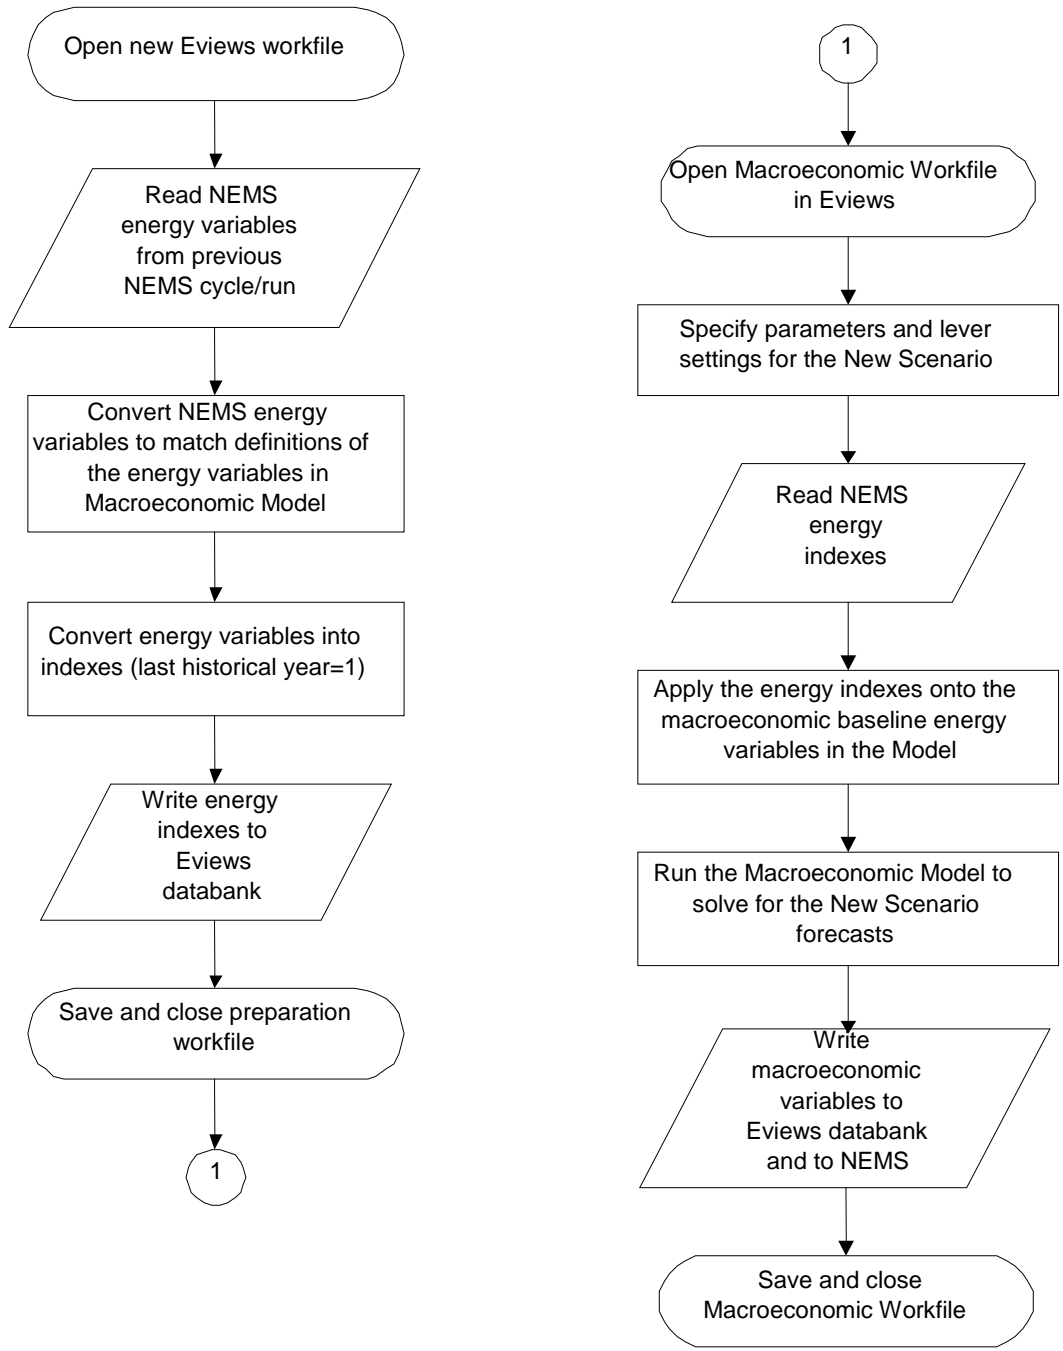 Open new Eviews workfile
Read NEMS
energy variables
from previous
NEMS cycle/run
Convert NEMS energy
variables to match definitions of
the energy variables in
Macroeconomic Model
Convert energy variables into
indexes (last historical year=1)
Write energy
indexes to
Eviews
databank
Save and close preparation
workfile
1
1
Open Macroeconomic Workfile
in Eviews
Specify parameters and lever
settings for the New Scenario
Read NEMS
energy
indexes
Apply the energy indexes onto the
macroeconomic baseline energy
variables in the Model
Run the Macroeconomic Model to
solve for the New Scenario
forecasts
Write
macroeconomic
variables to
Eviews databank
and to NEMS
Save and close
Macroeconomic Workfile